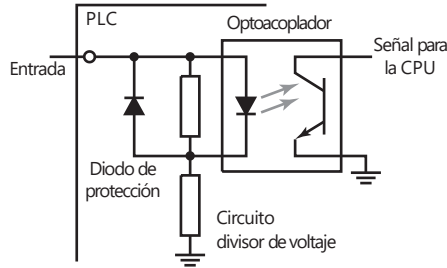 PLC
Optoacoplador
Señal para
la CPU
Entrada
Diodo de
protección
Circuito
divisor de voltaje